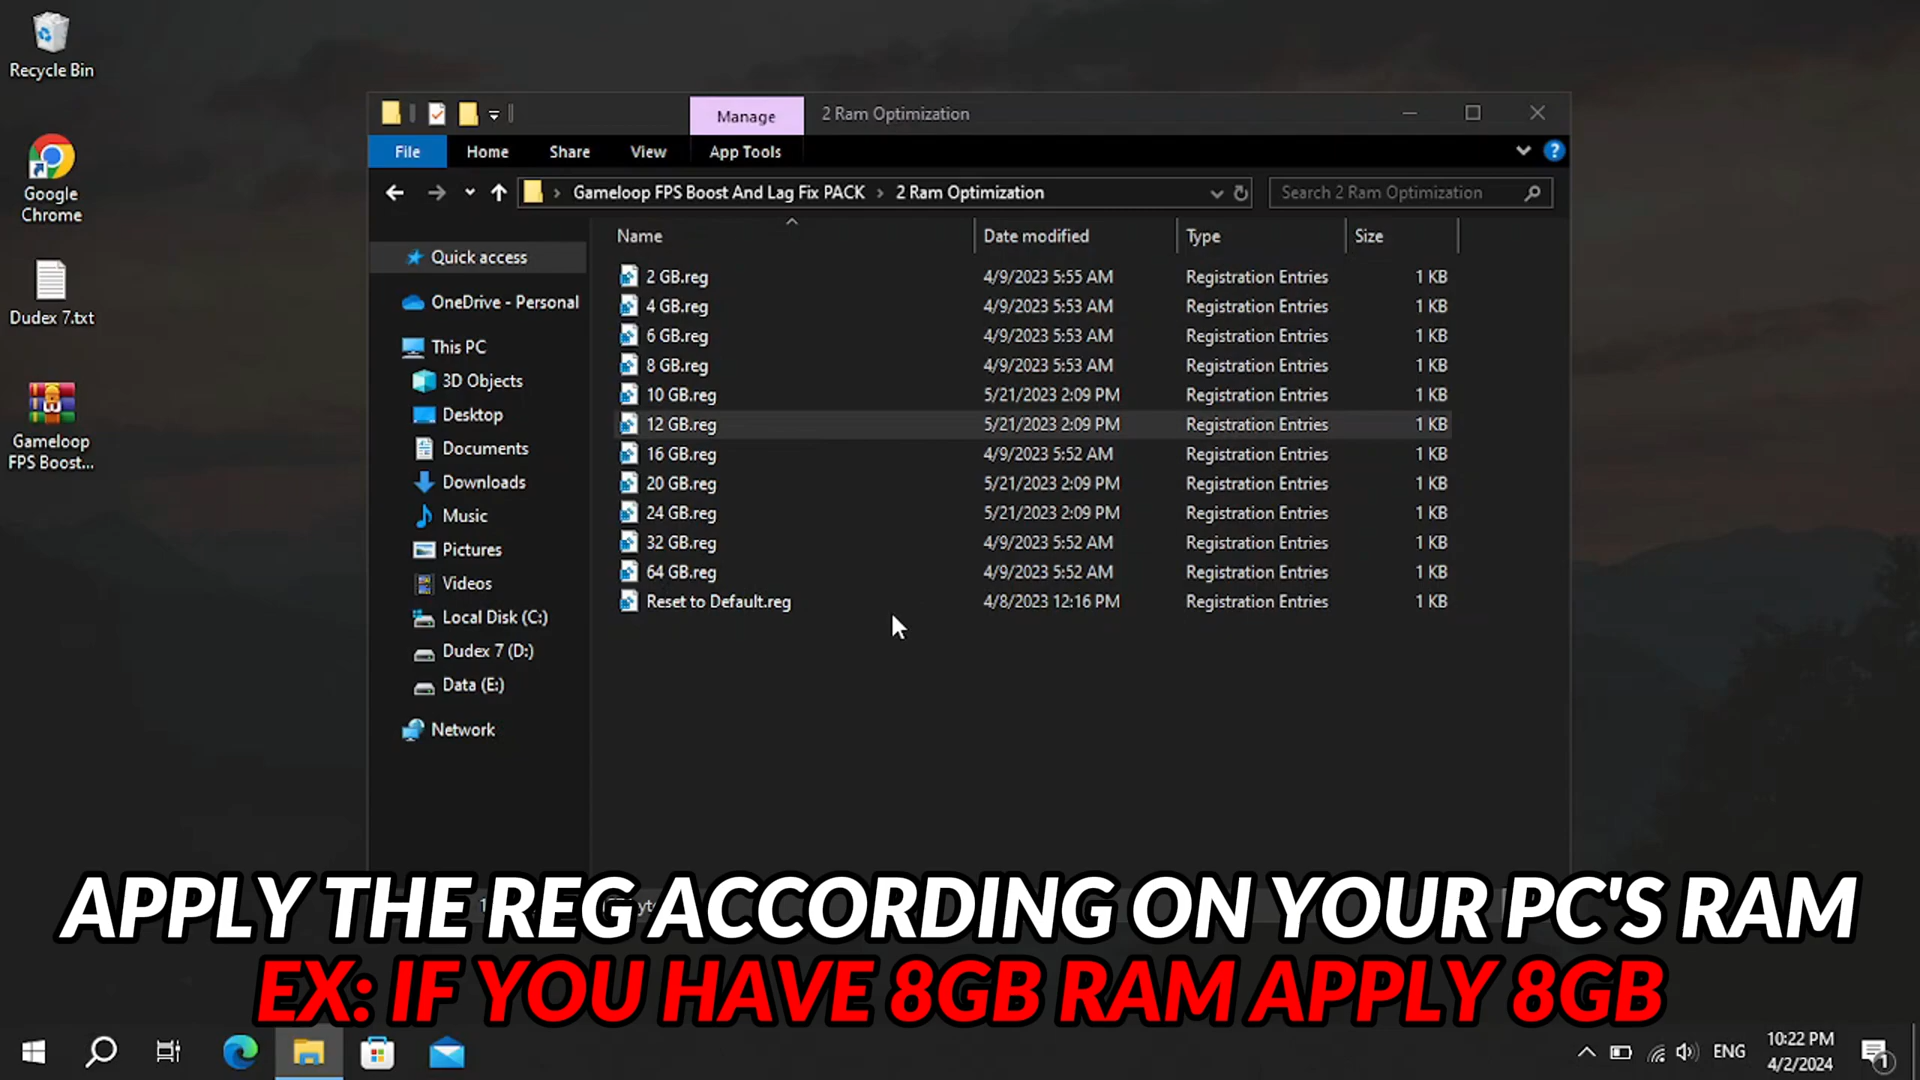 Recycle Bin
Google
Chrome
Dudex 7.txt
Gameloop
FPS Boost...
Manage
2 Ram Optimization
File
Home
Share
View
App Tools
Gameloop FPS Boost And Lag Fix PACK
2 Ram Optimization
Search 2 Ram Optimization
Quick access
OneDrive - Personal
This PC
3D Objects
Desktop
Documents
Downloads
Music
Pictures
Videos
Local Disk (C:)
Dudex 7 (D:)
Data (E:)
Network
Name Date modified Type Size
2 GB.reg 4/9/2023 5:55 AM Registration Entries 1 KB
4 GB.reg 4/9/2023 5:53 AM Registration Entries 1 KB
6 GB.reg 4/9/2023 5:53 AM Registration Entries 1 KB
8 GB.reg 4/9/2023 5:53 AM Registration Entries 1 KB
10 GB.reg 5/21/2023 2:09 PM Registration Entries 1 KB
12 GB.reg 5/21/2023 2:09 PM Registration Entries 1 KB
16 GB.reg 4/9/2023 5:52 AM Registration Entries 1 KB
20 GB.reg 5/21/2023 2:09 PM Registration Entries 1 KB
24 GB.reg 5/21/2023 2:09 PM Registration Entries 1 KB
32 GB.reg 4/9/2023 5:52 AM Registration Entries 1 KB
64 GB.reg 4/9/2023 5:52 AM Registration Entries 1 KB
Reset to Default.reg 4/8/2023 12:16 PM Registration Entries 1 KB
APPLY THE REG ACCORDING ON YOUR PC'S RAM
EX: IF YOU HAVE 8GB RAM APPLY 8GB
ENG
10:22 PM
4/2/2024
1